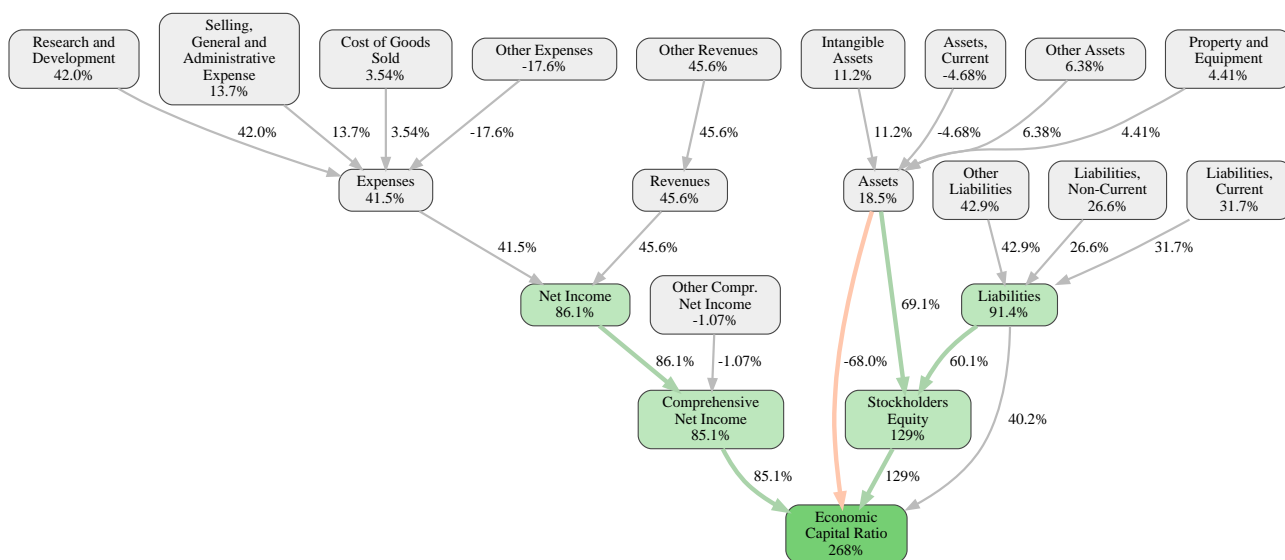 Research and
Development
42.0%
Selling,
General and
Administrative
Expense
13.7%
Cost of Goods
Sold
3.54%
Other Expenses
-17.6%
Other Revenues
45.6%
Intangible
Assets
11.2%
Assets,
Current
-4.68%
Other Assets
6.38%
Property and
Equipment
4.41%
42.0%
13.7%
3.54%
-17.6%
45.6%
11.2%
-4.68%
6.38%
4.41%
Expenses
41.5%
Revenues
45.6%
Assets
18.5%
Other
Liabilities
42.9%
Liabilities,
Non-Current
26.6%
Liabilities,
Current
31.7%
41.5%
45.6%
42.9%
26.6%
31.7%
Net Income
86.1%
Other Compr.
Net Income
-1.07%
69.1%
Liabilities
91.4%
86.1%
-1.07%
-68.0%
60.1%
Comprehensive
Net Income
85.1%
Stockholders
Equity
129%
40.2%
85.1%
129%
Economic
Capital Ratio
268%